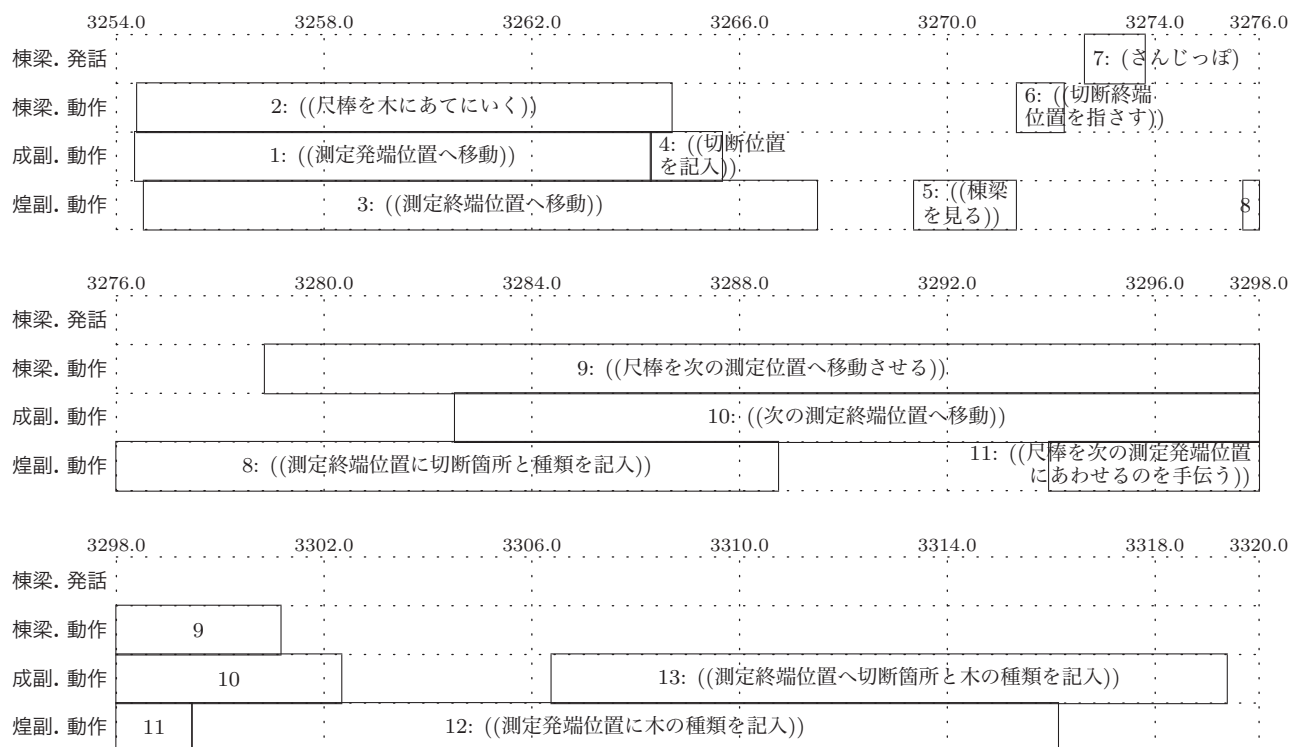 3254.0 3258.0 3262.0 3266.0 3270.0 3274.0 3276.0
棟梁. 発話 7: (さんじっぽ)
棟梁. 動作 2: ((尺棒を木にあてにいく)) 6: ((切断終端
位置を指さす))
成副. 動作 1: ((測定発端位置へ移動)) 4: ((切断位置
を記入))
煌副. 動作 3: ((測定終端位置へ移動)) 5: ((棟梁
を見る)) 8
3276.0 3280.0 3284.0 3288.0 3292.0 3296.0 3298.0
棟梁. 発話
棟梁. 動作 9: ((尺棒を次の測定位置へ移動させる))
成副. 動作 10: ((次の測定終端位置へ移動))
煌副. 動作 8: ((測定終端位置に切断箇所と種類を記入)) 11: ((尺棒を次の測定発端位置
にあわせるのを手伝う))
3298.0 3302.0 3306.0 3310.0 3314.0 3318.0 3320.0
棟梁. 発話
棟梁. 動作 9
成副. 動作 10 13: ((測定終端位置へ切断箇所と木の種類を記入))
煌副. 動作 11 12: ((測定発端位置に木の種類を記入))